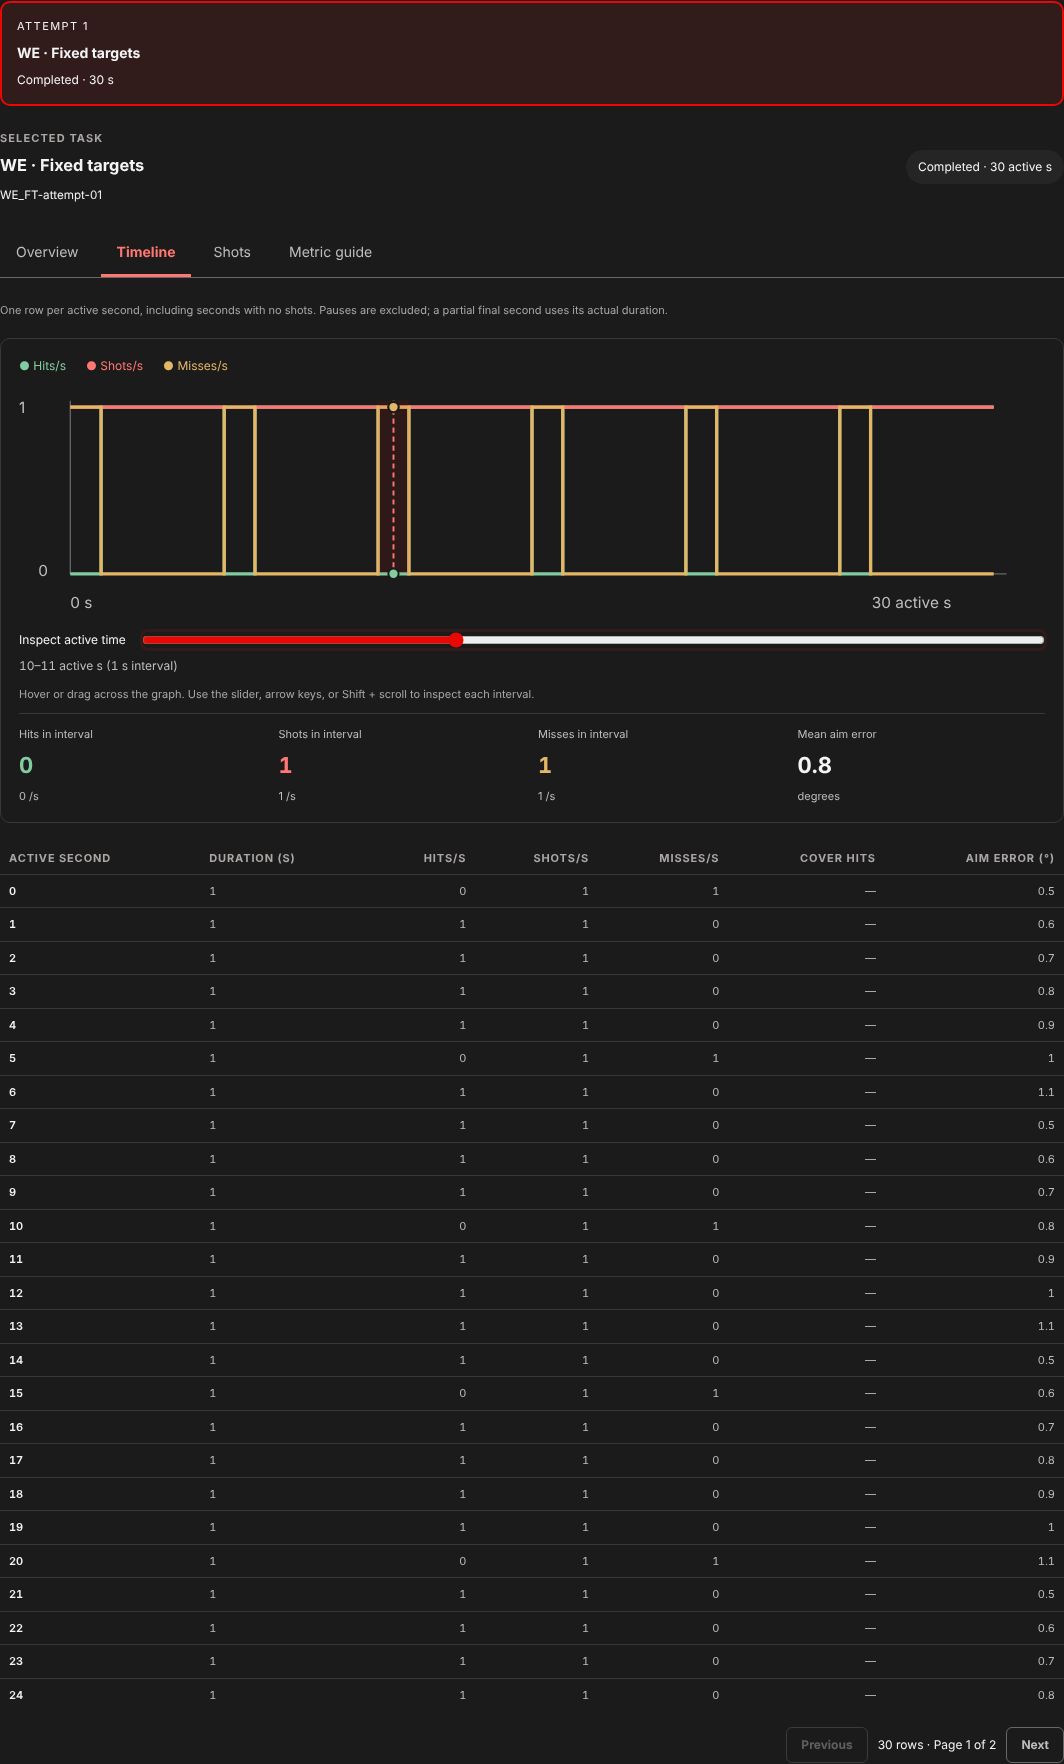 ATTEMPT 1
WE · Fixed targets
Completed · 30 s
SELECTED TASK
WE · Fixed targets
Completed · 30 active s
WE_FT-attempt-01
Overview Timeline Shots Metric guide
One row per active second, including seconds with no shots. Pauses are excluded; a partial final second uses its actual duration.
Hits/s Shots/s Misses/s
1
0
0 s 30 active s
Inspect active time
10–11 active s (1 s interval)
Hover or drag across the graph. Use the slider, arrow keys, or Shift + scroll to inspect each interval.
Hits in interval Shots in interval Misses in interval Mean aim error
0 1 1 0.8
0 /s 1 /s 1 /s degrees
ACTIVE SECOND DURATION (S) HITS/S SHOTS/S MISSES/S COVER HITS AIM ERROR (°)
0 1 0 1 1 — 0.5
1 1 1 1 0 — 0.6
2 1 1 1 0 — 0.7
3 1 1 1 0 — 0.8
4 1 1 1 0 — 0.9
5 1 0 1 1 — 1
6 1 1 1 0 — 1.1
7 1 1 1 0 — 0.5
8 1 1 1 0 — 0.6
9 1 1 1 0 — 0.7
10 1 0 1 1 — 0.8
11 1 1 1 0 — 0.9
12 1 1 1 0 — 1
13 1 1 1 0 — 1.1
14 1 1 1 0 — 0.5
15 1 0 1 1 — 0.6
16 1 1 1 0 — 0.7
17 1 1 1 0 — 0.8
18 1 1 1 0 — 0.9
19 1 1 1 0 — 1
20 1 0 1 1 — 1.1
21 1 1 1 0 — 0.5
22 1 1 1 0 — 0.6
23 1 1 1 0 — 0.7
24 1 1 1 0 — 0.8
Previous 30 rows · Page 1 of 2 Next